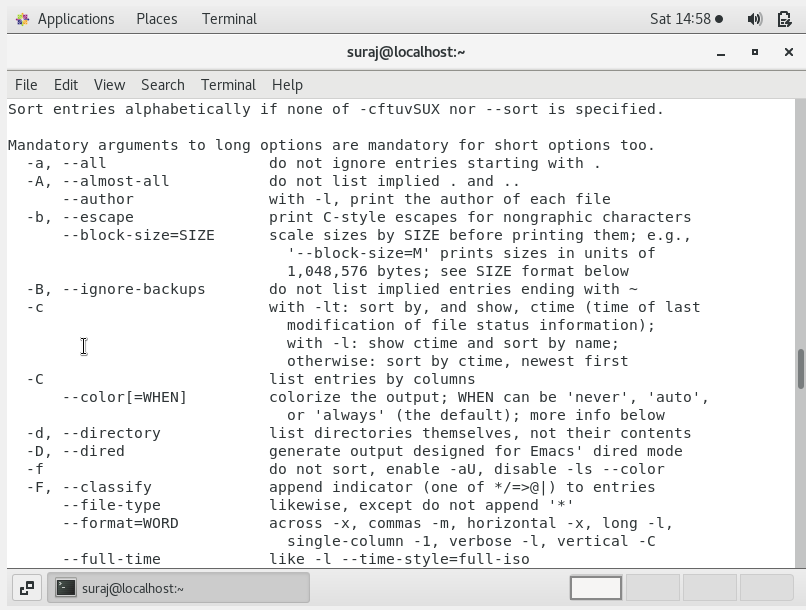 Applications Places Terminal Sat 14:58
suraj@localhost:~
File Edit View Search Terminal Help
Sort entries alphabetically if none of -cftuvSUX nor --sort is specified.
Mandatory arguments to long options are mandatory for short options too.
  -a, --all                  do not ignore entries starting with .
  -A, --almost-all           do not list implied . and ..
      --author               with -l, print the author of each file
  -b, --escape               print C-style escapes for nongraphic characters
      --block-size=SIZE      scale sizes by SIZE before printing them; e.g.,
                               '--block-size=M' prints sizes in units of
                               1,048,576 bytes; see SIZE format below
  -B, --ignore-backups       do not list implied entries ending with ~
  -c                         with -lt: sort by, and show, ctime (time of last
                               modification of file status information);
                               with -l: show ctime and sort by name;
                               otherwise: sort by ctime, newest first
  -C                         list entries by columns
      --color[=WHEN]         colorize the output; WHEN can be 'never', 'auto',
                               or 'always' (the default); more info below
  -d, --directory            list directories themselves, not their contents
  -D, --dired                generate output designed for Emacs' dired mode
  -f                         do not sort, enable -aU, disable -ls --color
  -F, --classify             append indicator (one of */=>@|) to entries
      --file-type            likewise, except do not append '*'
      --format=WORD          across -x, commas -m, horizontal -x, long -l,
                               single-column -1, verbose -l, vertical -C
      --full-time            like -l --time-style=full-iso
suraj@localhost:~